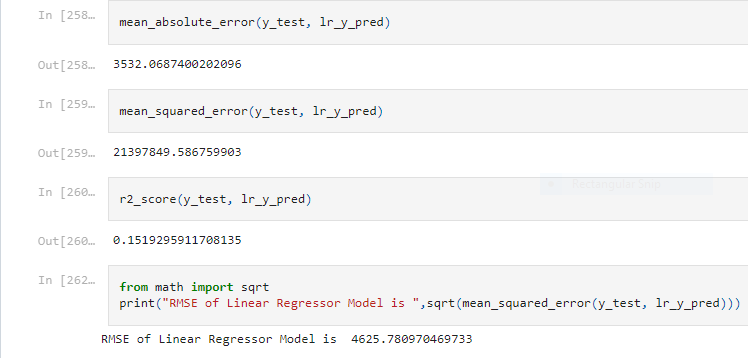 In [258…
mean_absolute_error(y_test, lr_y_pred)
Out[258…
3532.0687400202096
In [259…
mean_squared_error(y_test, lr_y_pred)
Out[259…
21397849.586759903
In [260…
r2_score(y_test, lr_y_pred)
Out[260…
0.1519295911708135
In [262…
from math import sqrt
print("RMSE of Linear Regressor Model is ",sqrt(mean_squared_error(y_test, lr_y_pred)))
RMSE of Linear Regressor Model is  4625.780970469733
Rectangular Snip